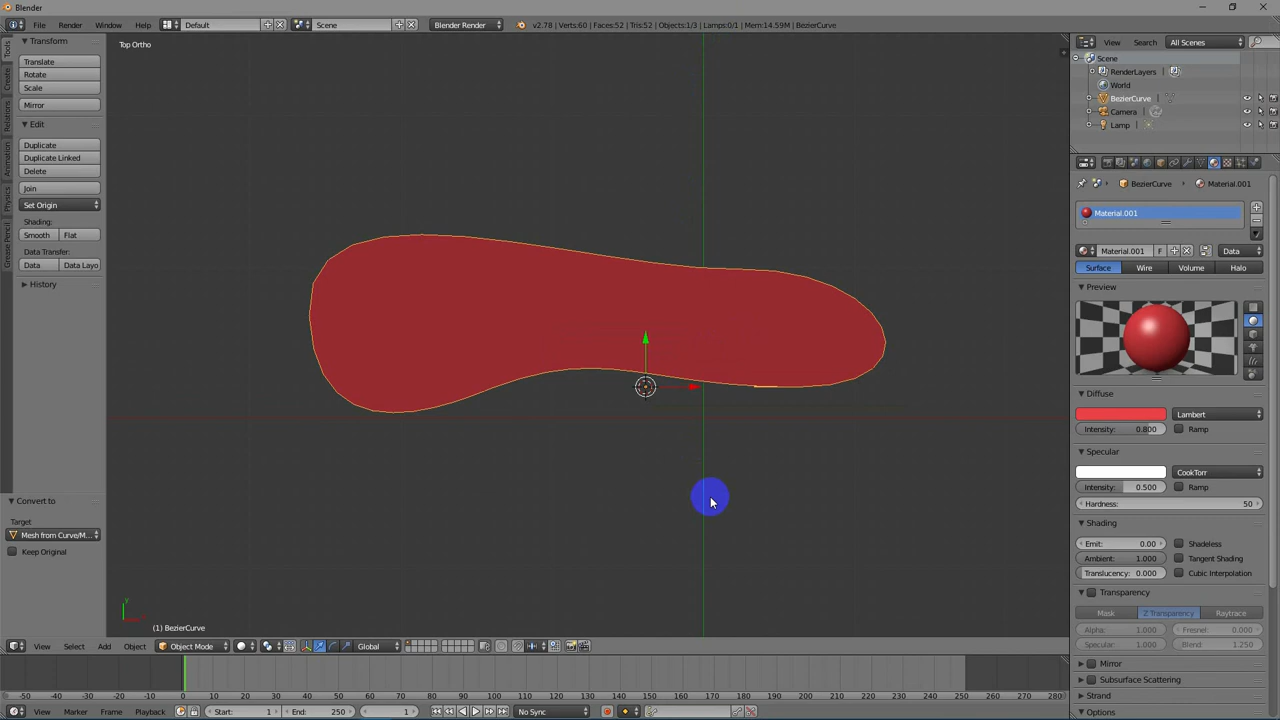 Blender
File Render Window Help Default Scene Blender Render v2.78 | Verts:60 | Faces:52 | Tris:52 | Objects:1/3 | Lamps:0/1 | Mem:14.59M | BezierCurve
Transform
Translate
Rotate
Scale
Mirror
Edit
Duplicate
Duplicate Linked
Delete
Join
Set Origin
Shading:
Smooth Flat
Data Transfer:
Data Data Layo
History
Tools
Create
Relations
Animation
Physics
Grease Pencil
Convert to
Target
Mesh from Curve/M...
Keep Original
Top Ortho
(1) BezierCurve
View Select Add Object Object Mode Global
View Search All Scenes
Scene
RenderLayers
World
BezierCurve
Camera
Lamp
BezierCurve Material.001
Material.001
Material.001 F Data
Surface Wire Volume Halo
Preview
Diffuse
Lambert
Intensity: 0.800 Ramp
Specular
CookTorr
Intensity: 0.500 Ramp
Hardness: 50
Shading
Emit: 0.00 Shadeless
Ambient: 1.000 Tangent Shading
Translucency: 0.000 Cubic Interpolation
Transparency
Mask Z Transparency Raytrace
Alpha: 1.000 Fresnel: 0.000
Specular: 1.000 Blend: 1.250
Mirror
Subsurface Scattering
Strand
Options
-50 -40 -30 -20 -10 0 10 20 30 40 50 60 70 80 90 100 110 120 130 140 150 160 170 180 190 200 210 220 230 240 250 260 270 280
View Marker Frame Playback Start: 1 End: 250 1 No Sync